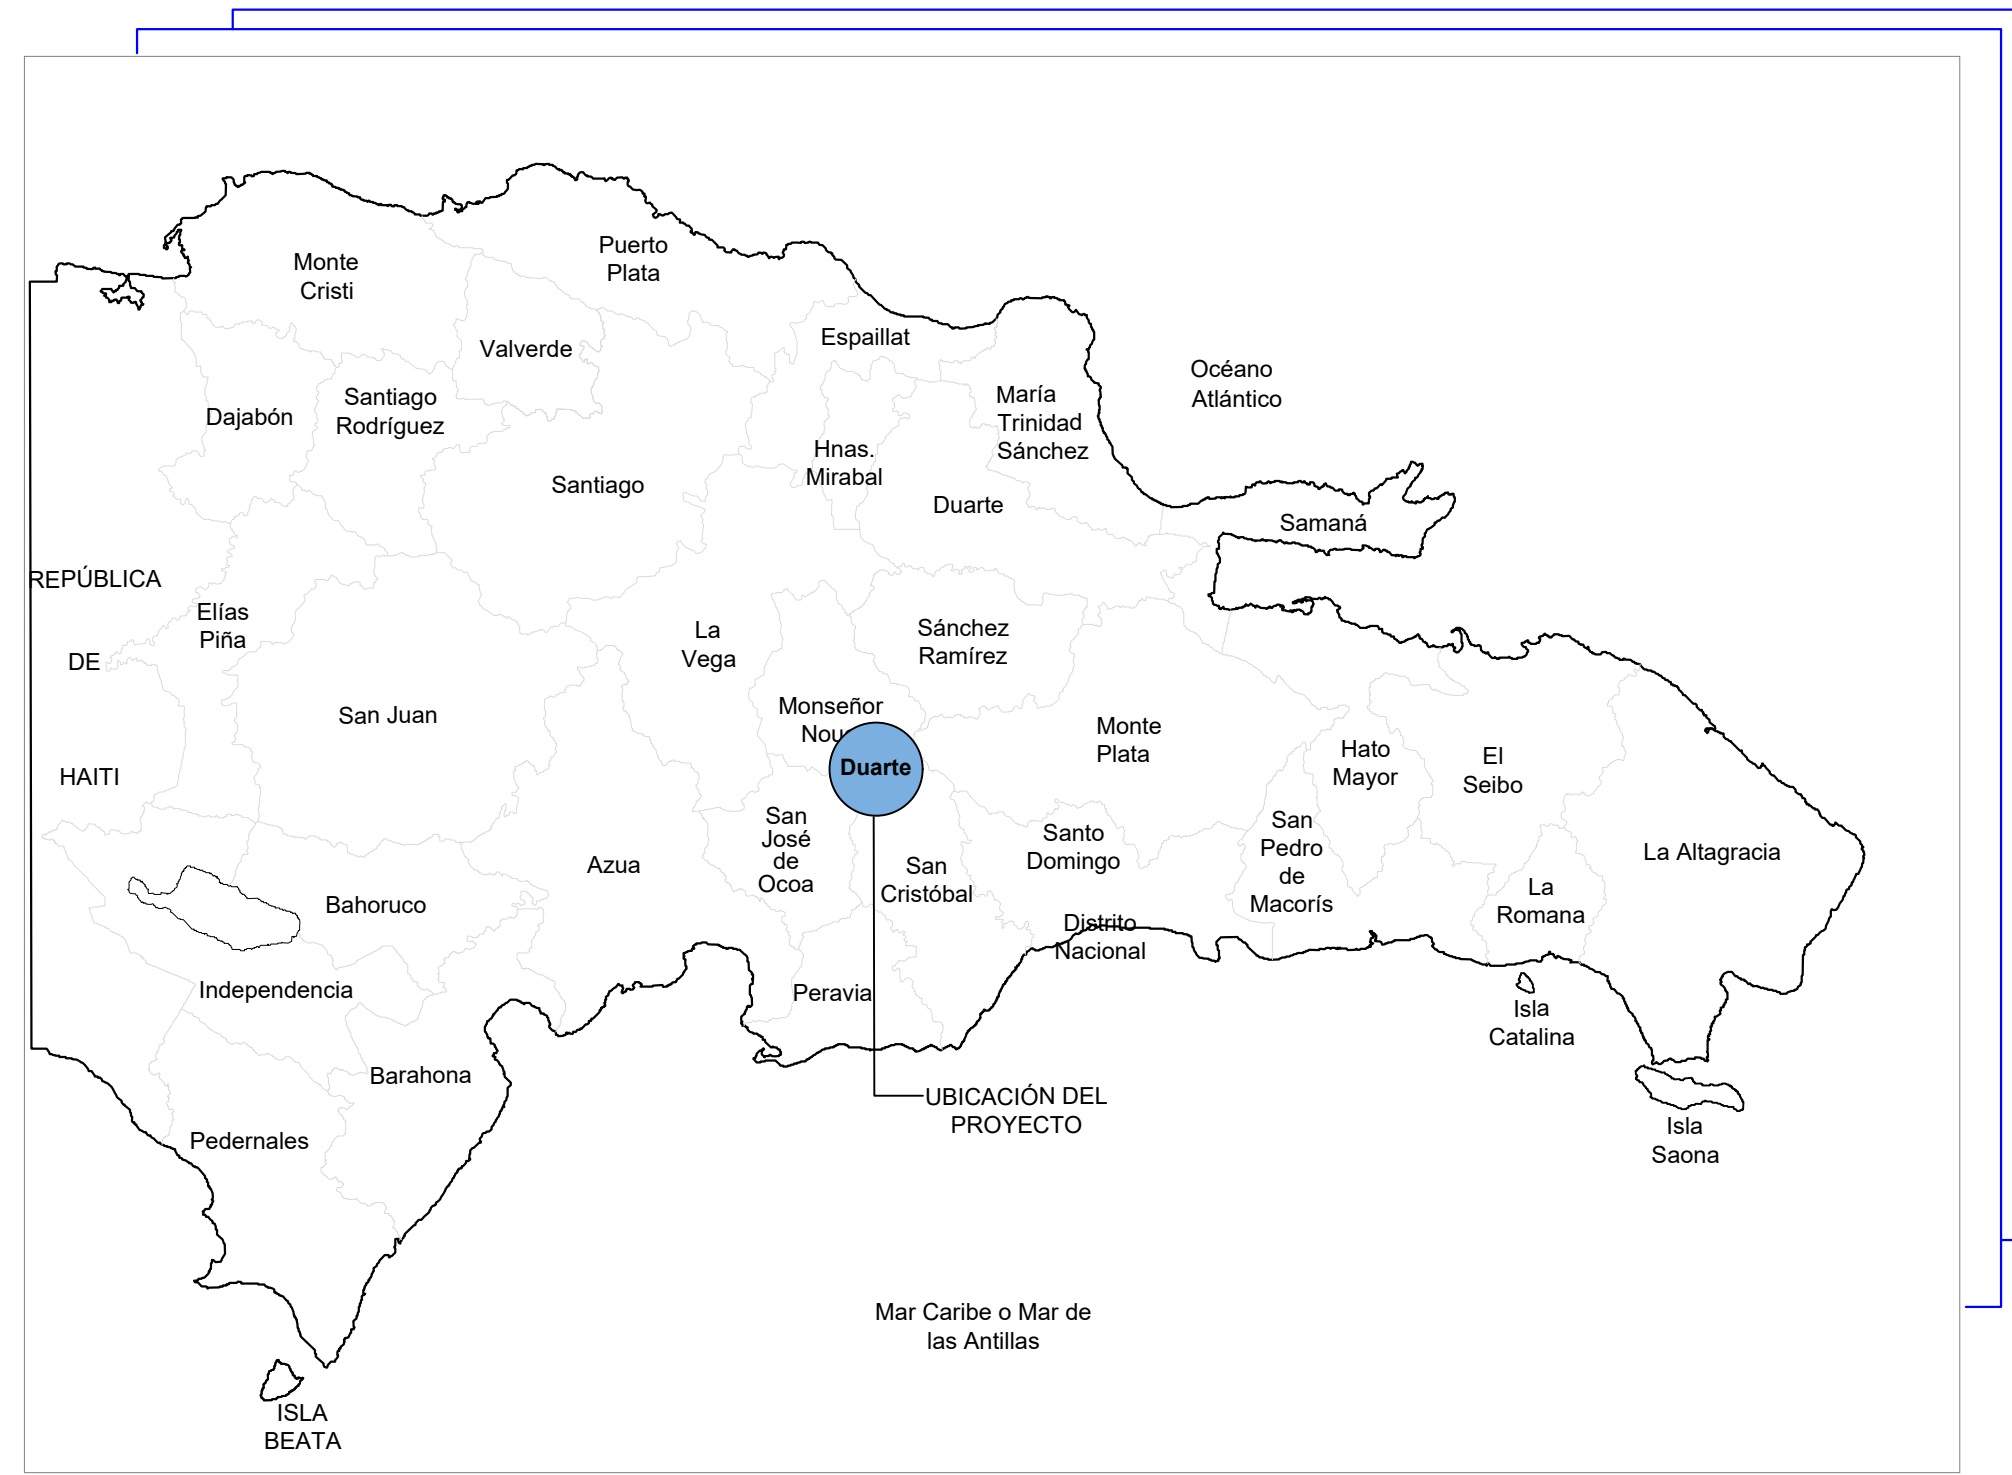 Monte
Cristi
Puerto
Plata
Espaillat
Valverde
Océano
Atlántico
Dajabón
Santiago
Rodríguez
María
Trinidad
Sánchez
Hnas.
Mirabal
Santiago
Duarte
Samaná
REPÚBLICA
DE
HAITI
Elías
Piña
La
Vega
Sánchez
Ramírez
San Juan
Monseñor
Duarte
Monte
Plata
Hato
Mayor
El
Seibo
San
José
de
Ocoa
Azua
San
Cristóbal
Santo
Domingo
San
Pedro
de
Macorís
La Altagracia
La
Romana
Bahoruco
Distrito
Nacional
Independencia
Peravia
Isla
Catalina
Barahona
UBICACIÓN DEL
PROYECTO
Pedernales
Isla
Saona
Mar Caribe o Mar de
las Antillas
ISLA
BEATA